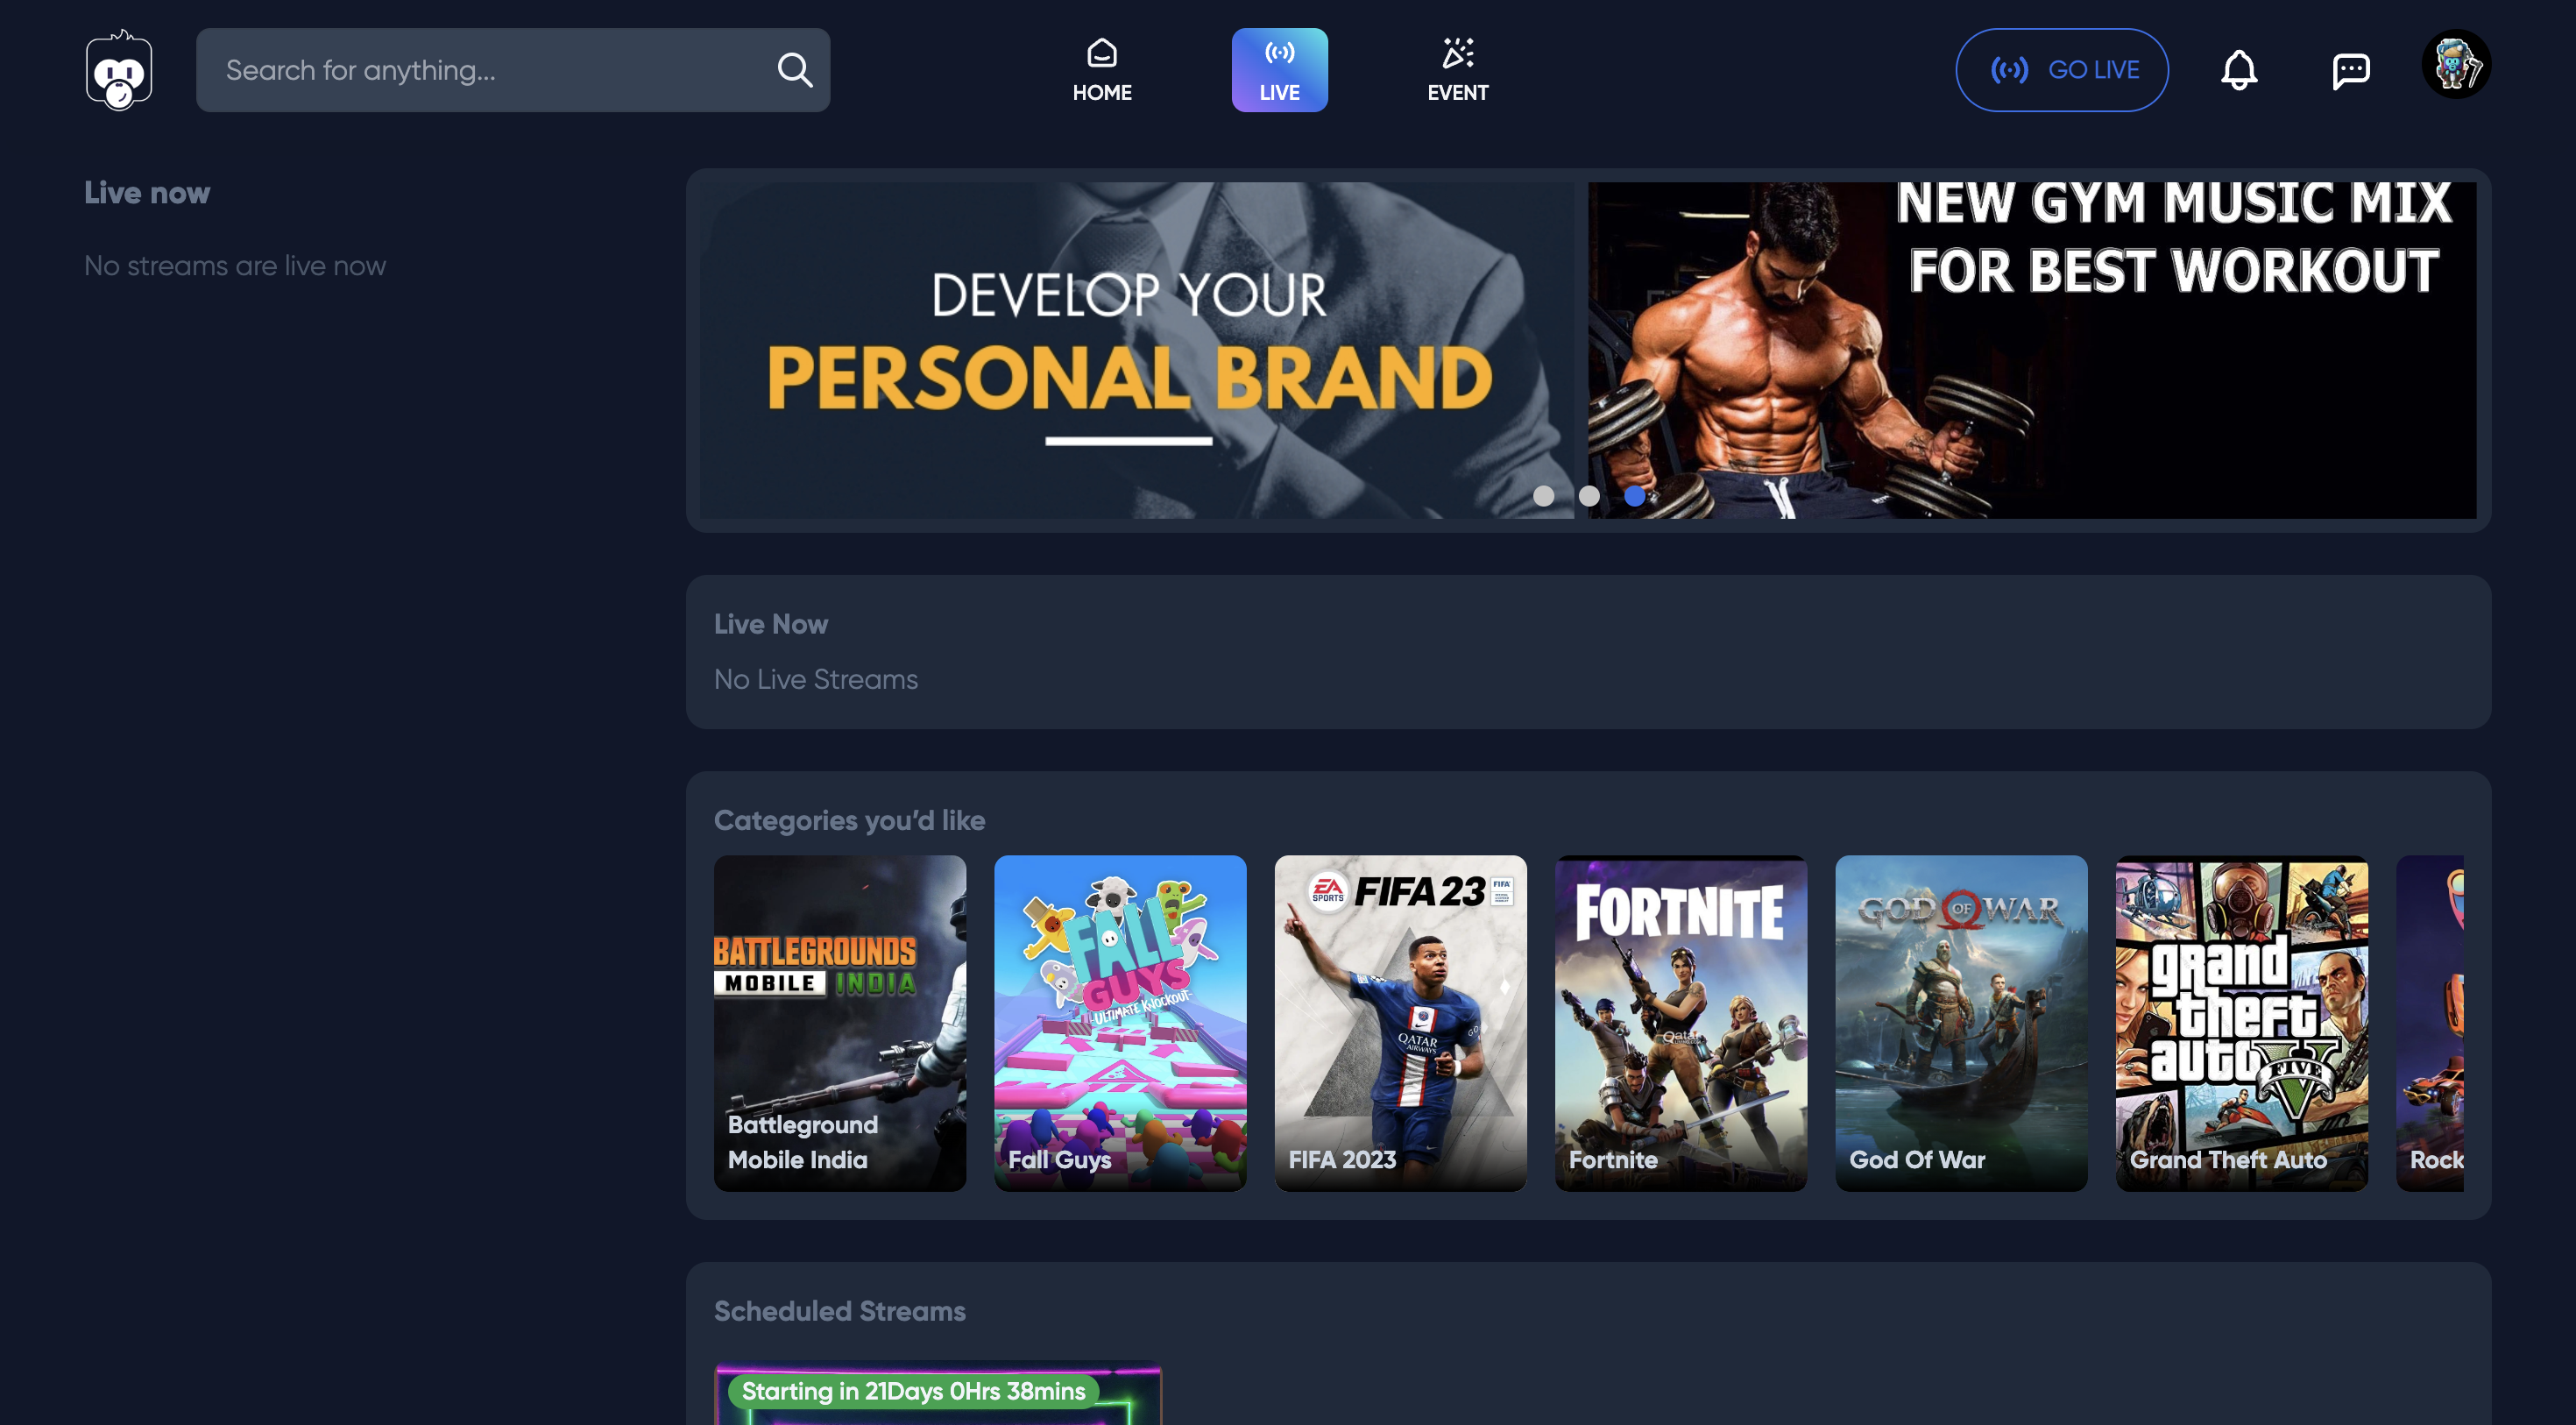 Search for anything...
HOME
LIVE
EVENT
GO LIVE
Live now
No streams are live now
DEVELOP YOUR
PERSONAL BRAND
NEW GYM MUSIC MIX
FOR BEST WORKOUT
Live Now
No Live Streams
Categories you’d like
BATTLEGROUNDS
MOBILE INDIA
Battleground
Mobile India
FALL
GUYS
ULTIMATE KNOCKOUT
Fall Guys
EA
SPORTS
FIFA 23
FIFA
QATAR
AIRWAYS
FIFA 2023
FORTNITE
Fortnite
GOD OF WAR
God Of War
grand
theft
auto
V
FIVE
Grand Theft Auto
Rock
Scheduled Streams
Starting in 21Days 0Hrs 38mins